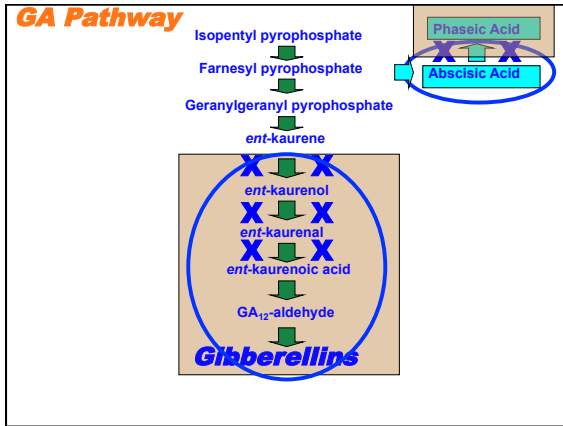 GA Pathway
Isopentyl pyrophosphate
Farnesyl pyrophosphate
Geranylgeranyl pyrophosphate
ent-kaurene
X X
ent-kaurenol
X X
ent-kaurenal
X X
ent-kaurenoic acid
GA₁₂-aldehyde
Gibberellins
Phaseic Acid
X X
Abscisic Acid